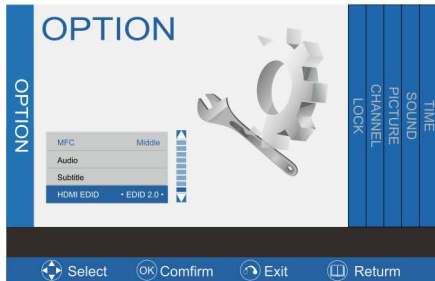 OPTION
OPTION
MFC Middle
Audio
Subtitle
HDMI EDID • EDID 2.0 •
LOCK
CHANNEL
PICTURE
SOUND
TIME
Select OK Comfirm Exit Returm